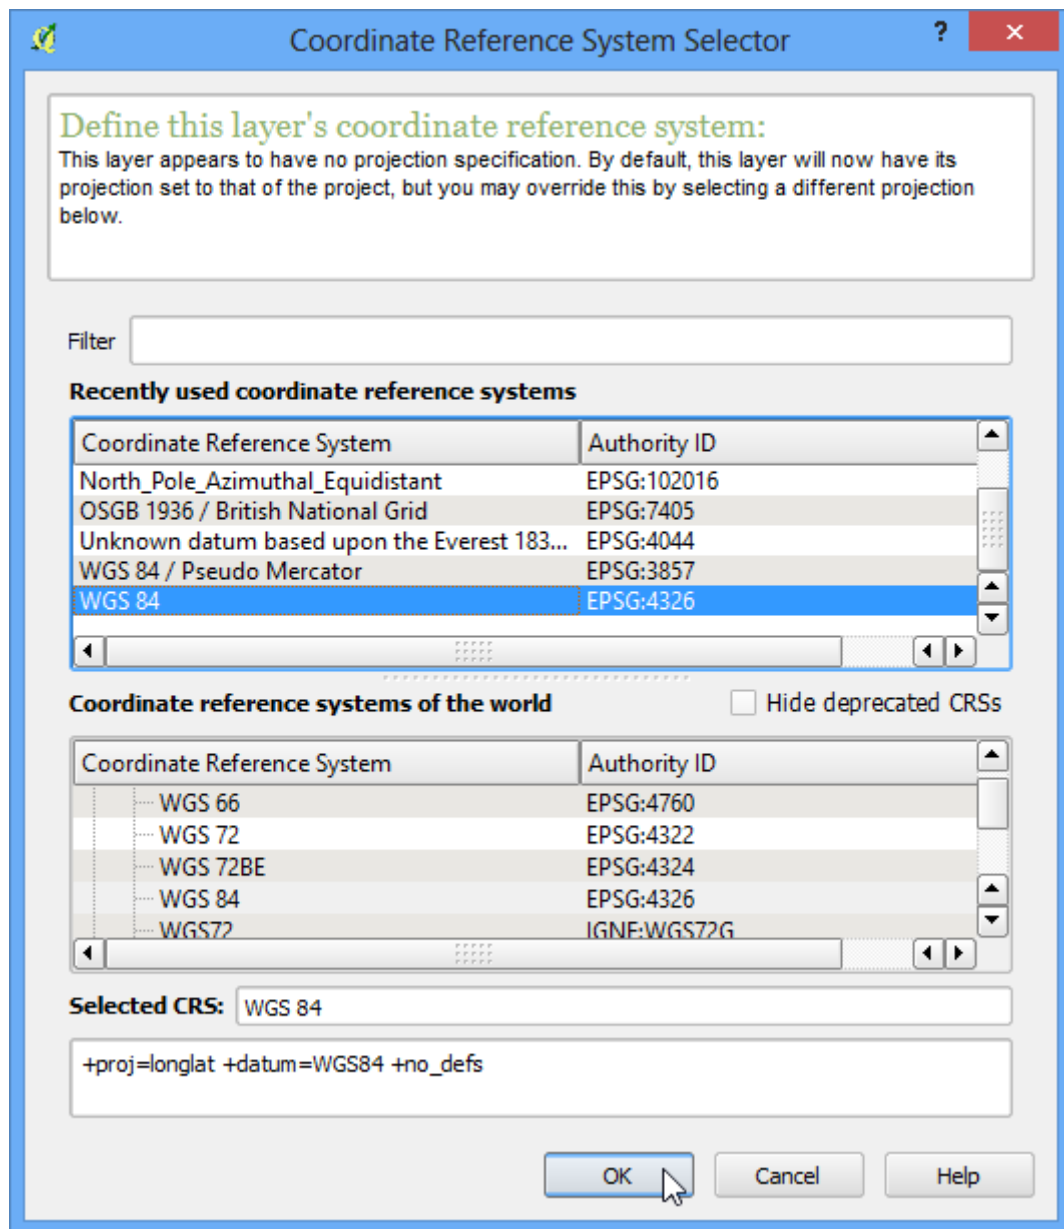 Coordinate Reference System Selector
?
Define this layer's coordinate reference system:
This layer appears to have no projection specification. By default, this layer will now have its
projection set to that of the project, but you may override this by selecting a different projection
below.
Filter
Recently used coordinate reference systems
Coordinate Reference System Authority ID
North_Pole_Azimuthal_Equidistant EPSG:102016
OSGB 1936 / British National Grid EPSG:7405
Unknown datum based upon the Everest 183... EPSG:4044
WGS 84 / Pseudo Mercator EPSG:3857
WGS 84 EPSG:4326
Coordinate reference systems of the world Hide deprecated CRSs
Coordinate Reference System Authority ID
WGS 66 EPSG:4760
WGS 72 EPSG:4322
WGS 72BE EPSG:4324
WGS 84 EPSG:4326
WGS72 IGNF:WGS72G
Selected CRS: WGS 84
+proj=longlat +datum=WGS84 +no_defs
OK Cancel Help